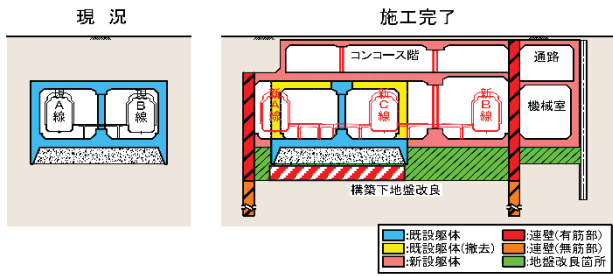 現 況
施工完了
現A線
現B線
コンコース階
通路
新A線
新C線
新B線
機械室
構築下地盤改良
:既設躯体
:既設躯体(撤去)
:新設躯体
:連壁(有筋部)
:連壁(無筋部)
:地盤改良箇所